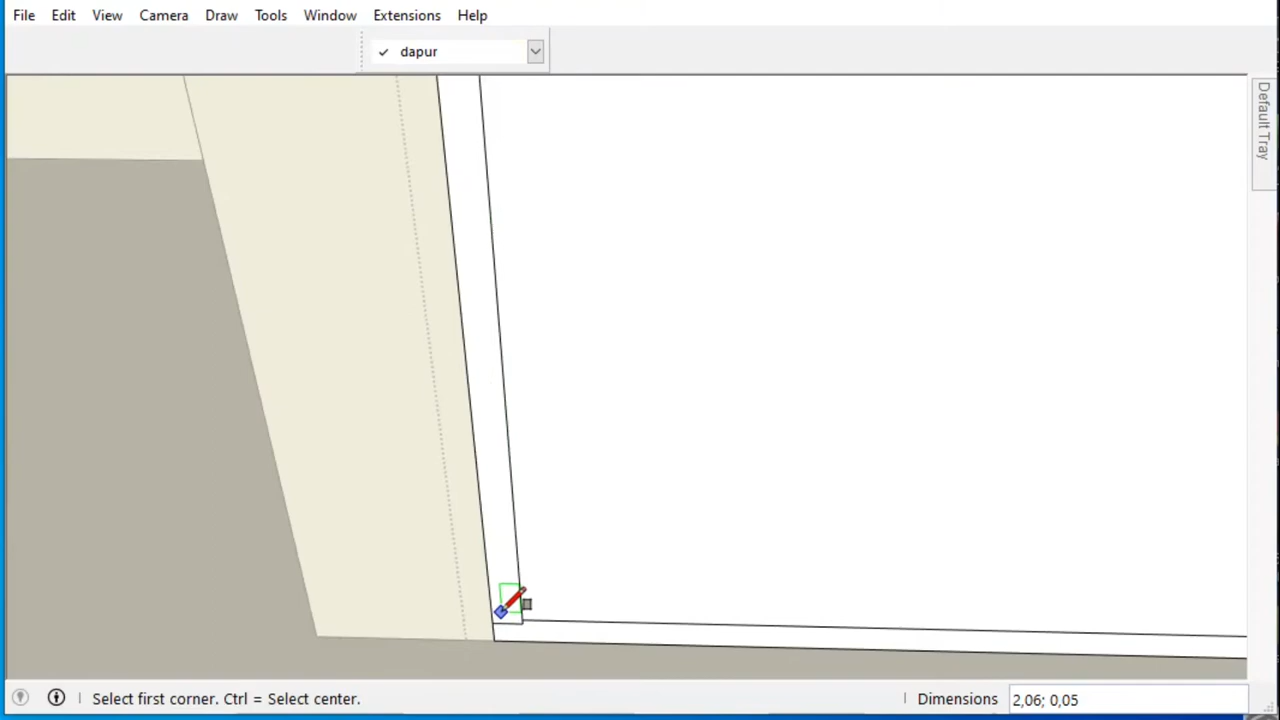 File Edit View Camera Draw Tools Window Extensions Help
✓ dapur
Default Tray
Select first corner. Ctrl = Select center. Dimensions 2,06; 0,05